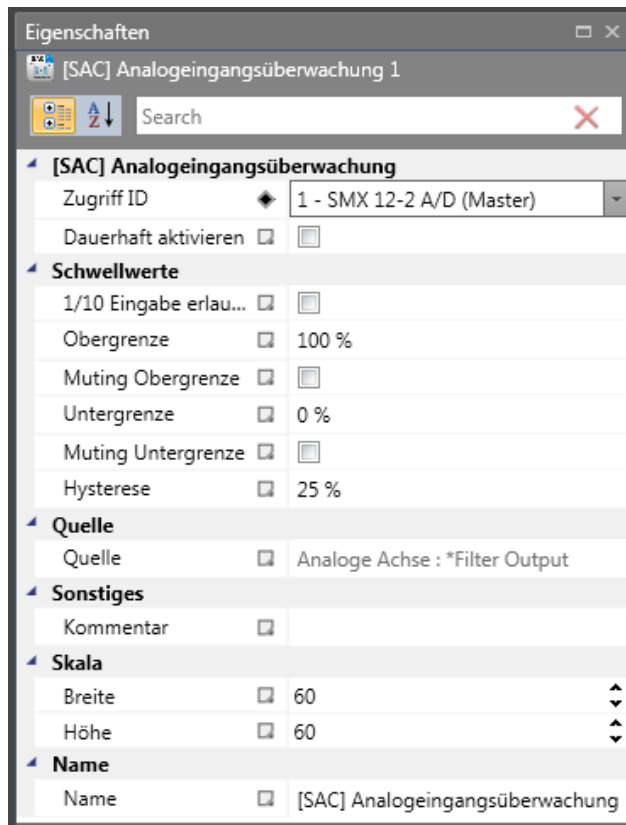 Eigenschaften
[SAC] Analogeingangsüberwachung 1
Search
[SAC] Analogeingangsüberwachung
Zugriff ID 1 - SMX 12-2 A/D (Master)
Dauerhaft aktivieren
Schwellwerte
1/10 Eingabe erlau...
Obergrenze 100 %
Muting Obergrenze
Untergrenze 0 %
Muting Untergrenze
Hysterese 25 %
Quelle
Quelle Analoge Achse : *Filter Output
Sonstiges
Kommentar
Skala
Breite 60
Höhe 60
Name
Name [SAC] Analogeingangsüberwachung